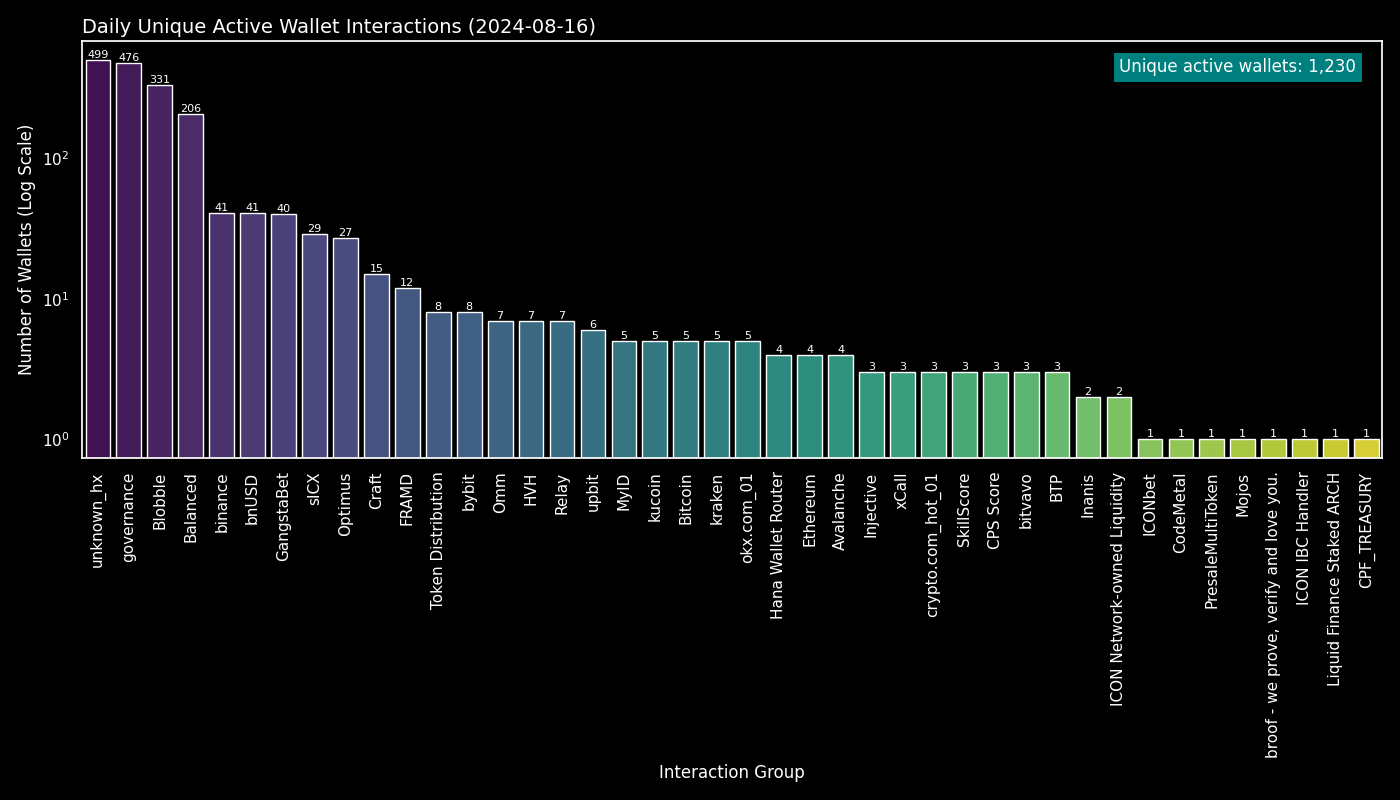 Daily Unique Active Wallet Interactions (2024-08-16)
Unique active wallets: 1,230
Number of Wallets (Log Scale)
10²
10¹
10⁰
499
476
331
206
41
41
40
29
27
15
12
8
8
7
7
7
6
5
5
5
5
5
4
4
4
3
3
3
3
3
3
3
2
2
1
1
1
1
1
1
1
1
unknown_hx
governance
Blobble
Balanced
binance
bnUSD
GangstaBet
sICX
Optimus
Craft
FRAMD
Token Distribution
bybit
Omm
HVH
Relay
upbit
MyID
kucoin
Bitcoin
kraken
okx.com_01
Hana Wallet Router
Ethereum
Avalanche
Injective
xCall
crypto.com_hot_01
SkillScore
CPS Score
bitvavo
BTP
Inanis
ICON Network-owned Liquidity
ICONbet
CodeMetal
PresaleMultiToken
Mojos
broof - we prove, verify and love you.
ICON IBC Handler
Liquid Finance Staked ARCH
CPF_TREASURY
Interaction Group